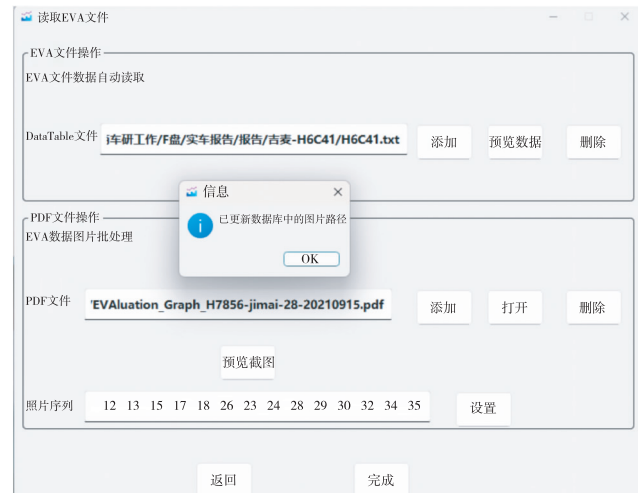 读取EVA文件
EVA文件操作
EVA文件数据自动读取
DataTable文件 车研工作/F盘/实车报告/报告/吉麦-H6C41/H6C41.txt 添加 预览数据 删除
信息
已更新数据库中的图片路径
OK
PDF文件操作
EVA数据图片批处理
PDF文件 'EVAluation_Graph_H7856-jimai-28-20210915.pdf 添加 打开 删除
预览截图
照片序列 12 13 15 17 18 26 23 24 28 29 30 32 34 35 设置
返回 完成